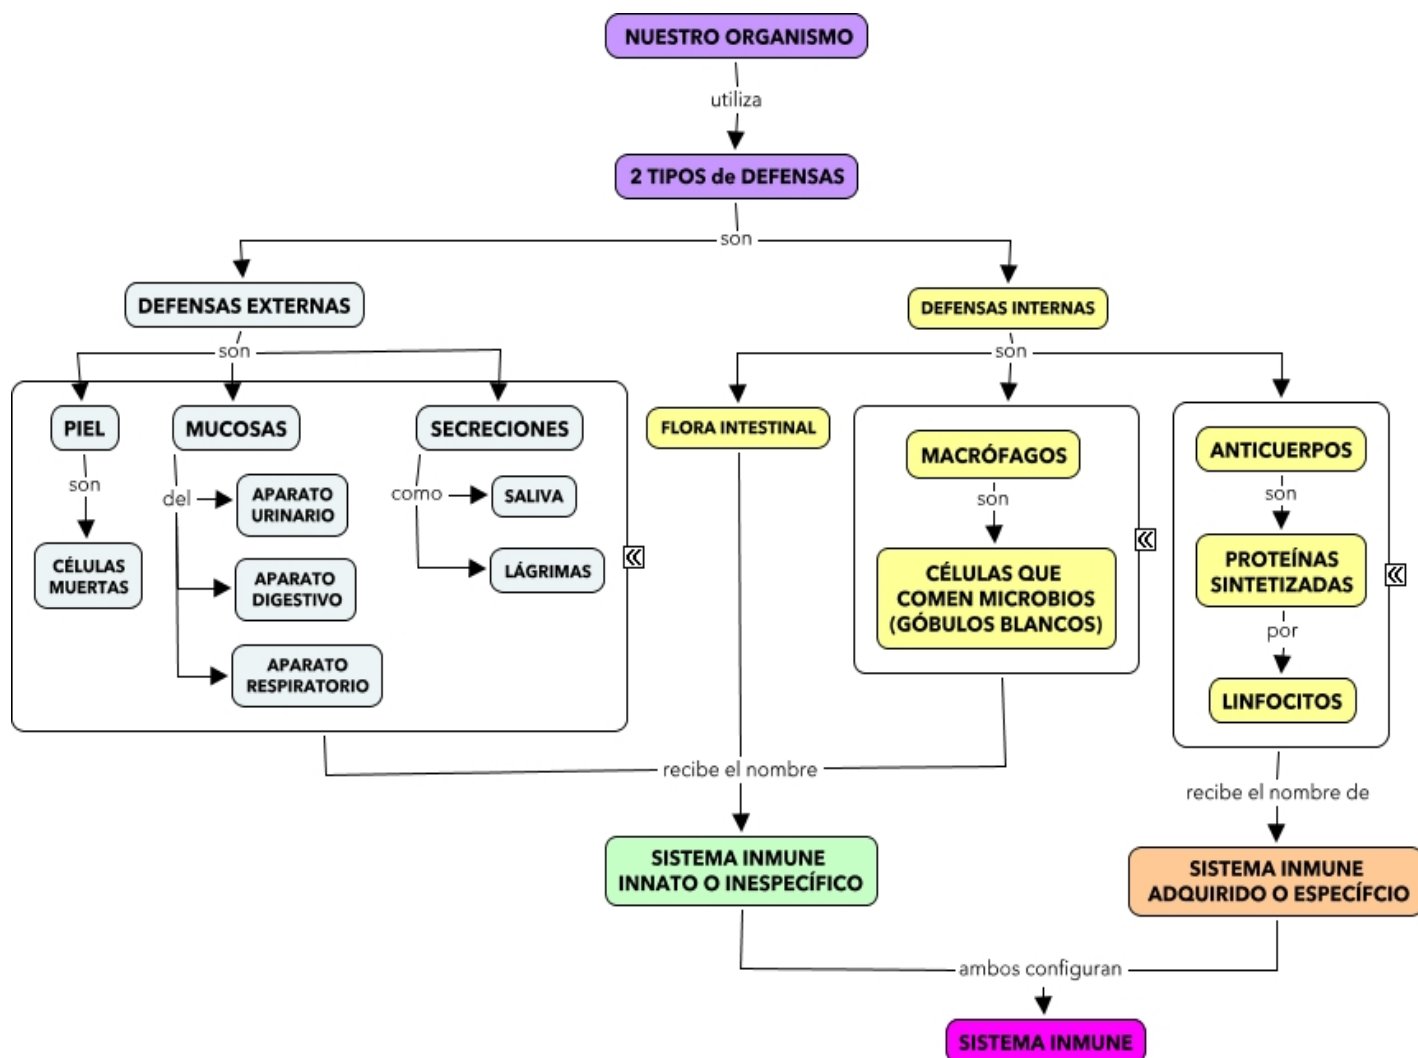 NUESTRO ORGANISMO
utiliza
2 TIPOS de DEFENSAS
son
DEFENSAS EXTERNAS
DEFENSAS INTERNAS
son
son
PIEL
MUCOSAS
SECRECIONES
FLORA INTESTINAL
MACRÓFAGOS
ANTICUERPOS
son
del
APARATO
URINARIO
como
SALIVA
son
son
CÉLULAS
MUERTAS
APARATO
DIGESTIVO
LÁGRIMAS
CÉLULAS QUE
COMEN MICROBIOS
(GÓBULOS BLANCOS)
PROTEÍNAS
SINTETIZADAS
por
APARATO
RESPIRATORIO
LINFOCITOS
recibe el nombre
recibe el nombre de
SISTEMA INMUNE
INNATO O INESPECÍFICO
SISTEMA INMUNE
ADQUIRIDO O ESPECÍFCIO
ambos configuran
SISTEMA INMUNE